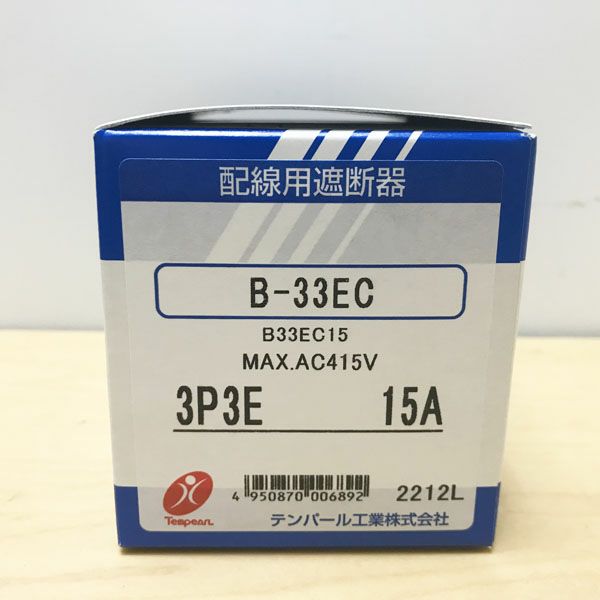 配線用遮断器
B-33EC
B33EC15
MAX.AC415V
3P3E 15A
Tempearl
4 950870 006892
2212L
テンパール工業株式会社